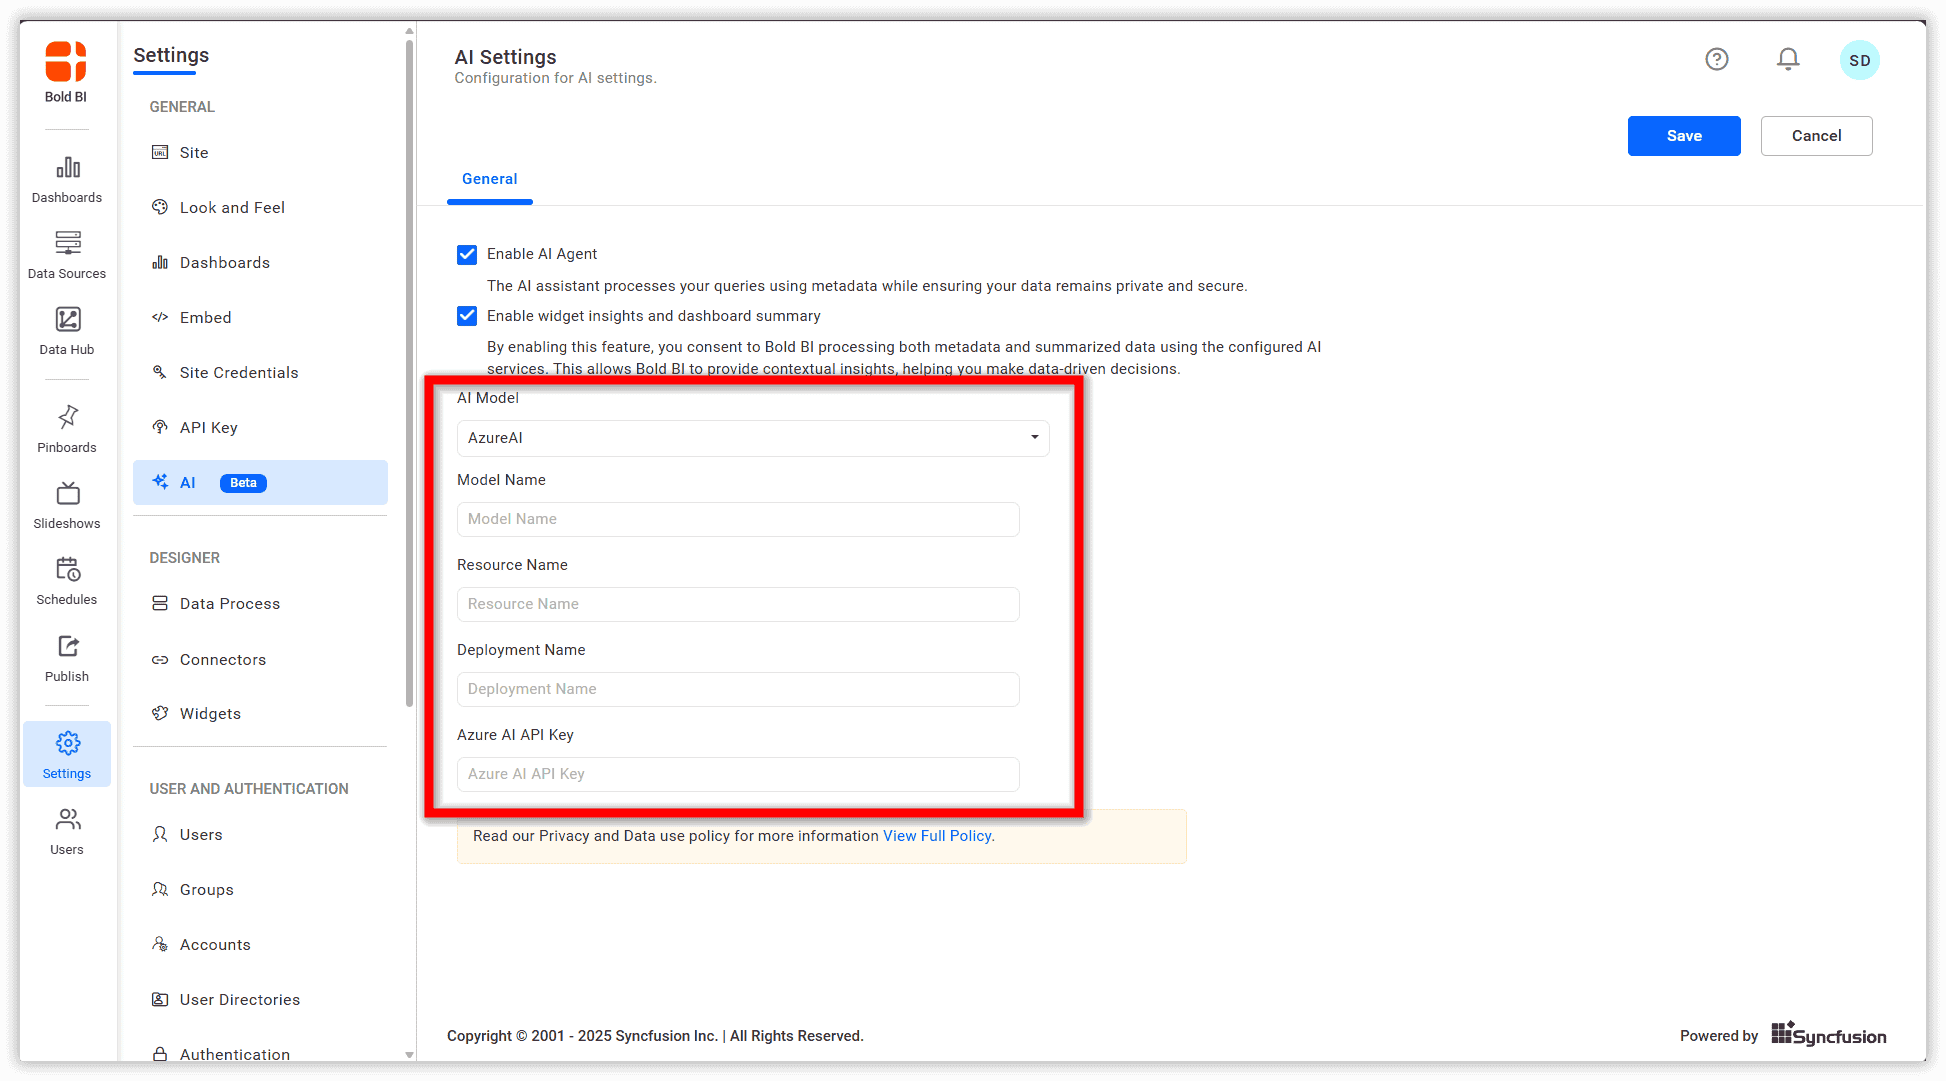 Bold BI
Dashboards
Data Sources
Data Hub
Pinboards
Slideshows
Schedules
Publish
Settings
Users
Settings
GENERAL
URL
Site
Look and Feel
Dashboards
Embed
Site Credentials
API Key
AI Beta
DESIGNER
Data Process
Connectors
Widgets
USER AND AUTHENTICATION
Users
Groups
Accounts
User Directories
Authentication
AI Settings
Configuration for AI settings.
SD
Save Cancel
General
Enable AI Agent
The AI assistant processes your queries using metadata while ensuring your data remains private and secure.
Enable widget insights and dashboard summary
By enabling this feature, you consent to Bold BI processing both metadata and summarized data using the configured AI
services. This allows Bold BI to provide contextual insights, helping you make data-driven decisions.
AI Model
AzureAI
Model Name
Model Name
Resource Name
Resource Name
Deployment Name
Deployment Name
Azure AI API Key
Azure AI API Key
Read our Privacy and Data use policy for more information View Full Policy.
Copyright © 2001 - 2025 Syncfusion Inc. | All Rights Reserved.
Powered by Syncfusion